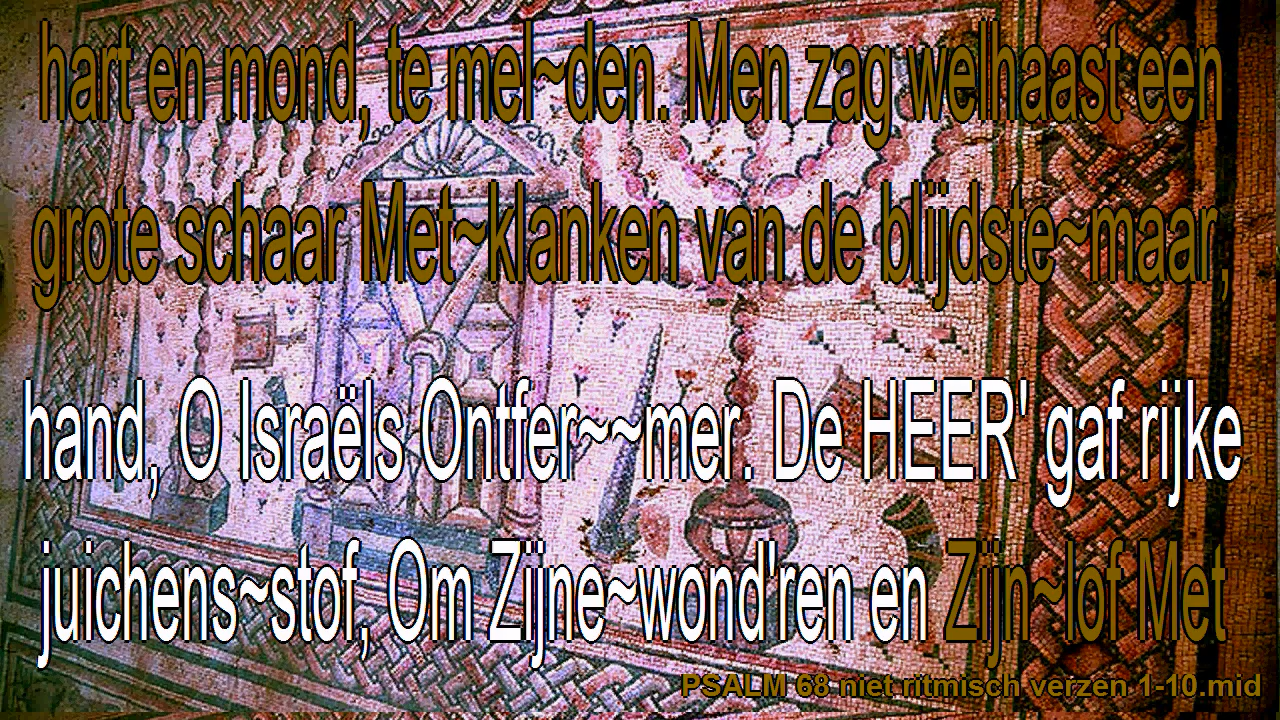 hart en mond, te mel~den. Men zag welhaast een
grote schaar Met~klanken van de blijdste~maar,
hand, O Israëls Ontfer~~mer. De HEER' gaf rijke
juichens~stof, Om Zijne~wond'ren en Zijn~lof Met
PSALM 68 niet ritmisch verzen 1-10.mid